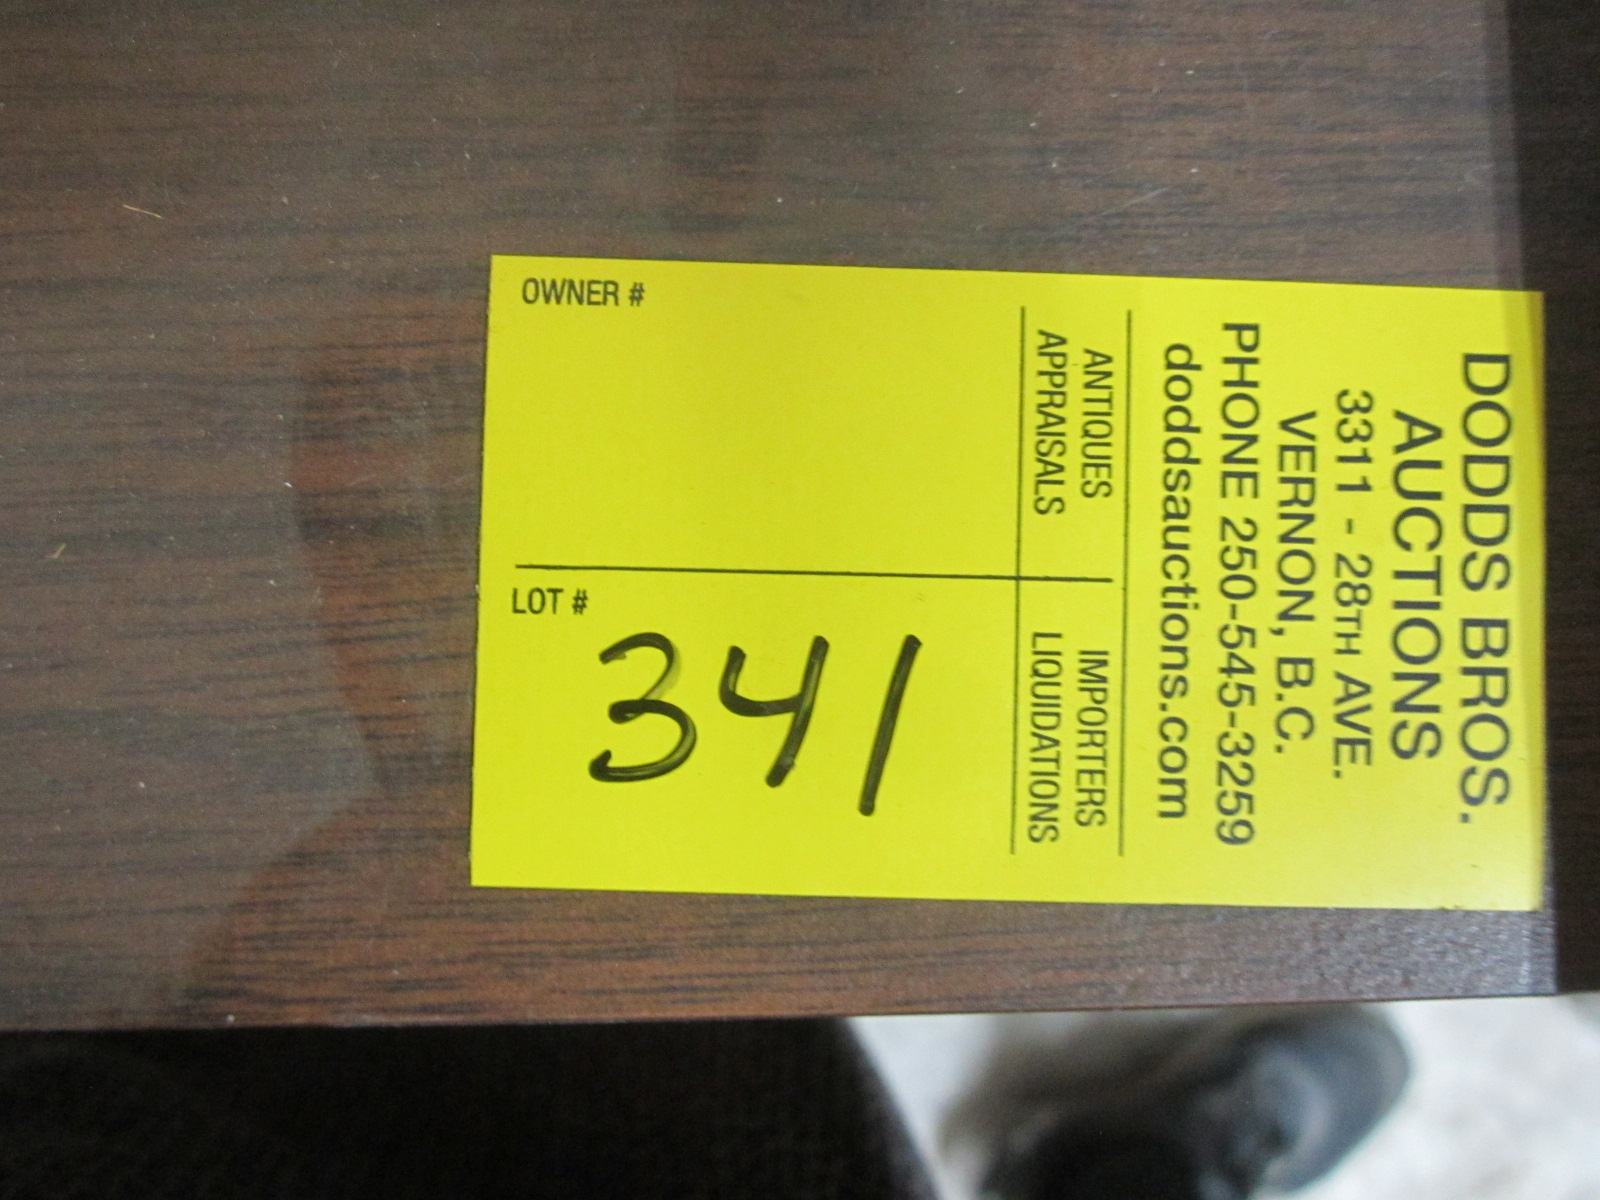 DODDS BROS.
AUCTIONS
3311 - 28TH AVE.
VERNON, B.C.
PHONE 250-545-3259
doddsauctions.com
ANTIQUES
APPRAISALS
IMPORTERS
LIQUIDATIONS
OWNER #
LOT #
341